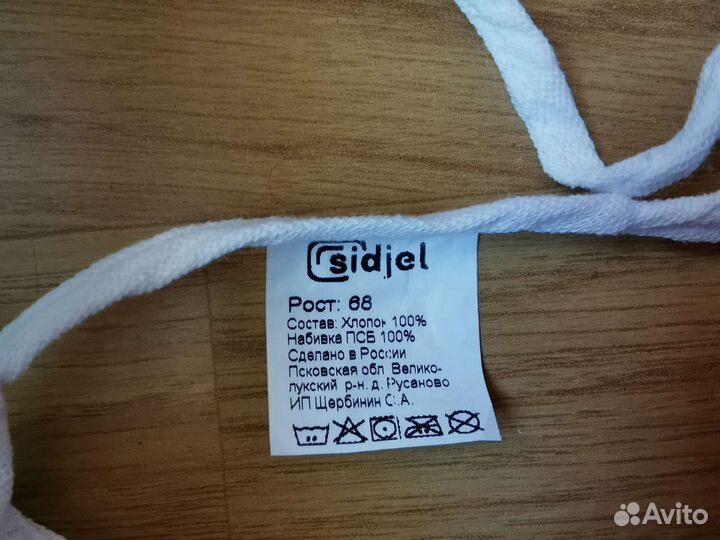 sidjel
Рост: 68
Состав: Хлопок 100%
Набивка ПСБ 100%
Сделано в России
Псковская обл. Велико-
лукский р-н. д. Русаново
ИП Щербинин С.А.
Avito